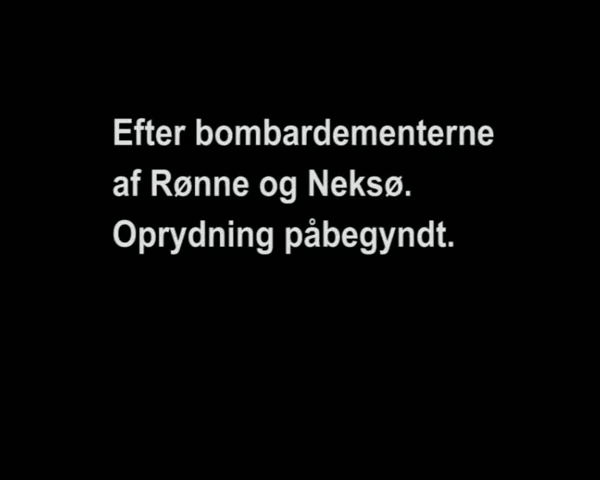 Efter bombardementerne
af Rønne og Neksø.
Oprydning påbegyndt.